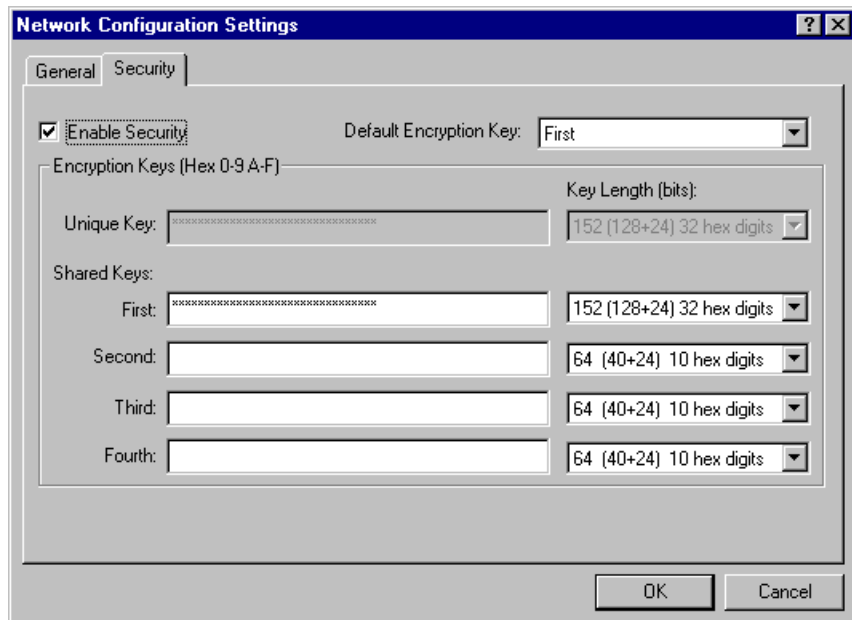 Network Configuration Settings
General Security
Enable Security Default Encryption Key: First
Encryption Keys (Hex 0-9 A-F)
Key Length (bits):
Unique Key: ******************************** 152 (128+24) 32 hex digits
Shared Keys:
First: ******************************** 152 (128+24) 32 hex digits
Second: 64 (40+24) 10 hex digits
Third: 64 (40+24) 10 hex digits
Fourth: 64 (40+24) 10 hex digits
OK Cancel